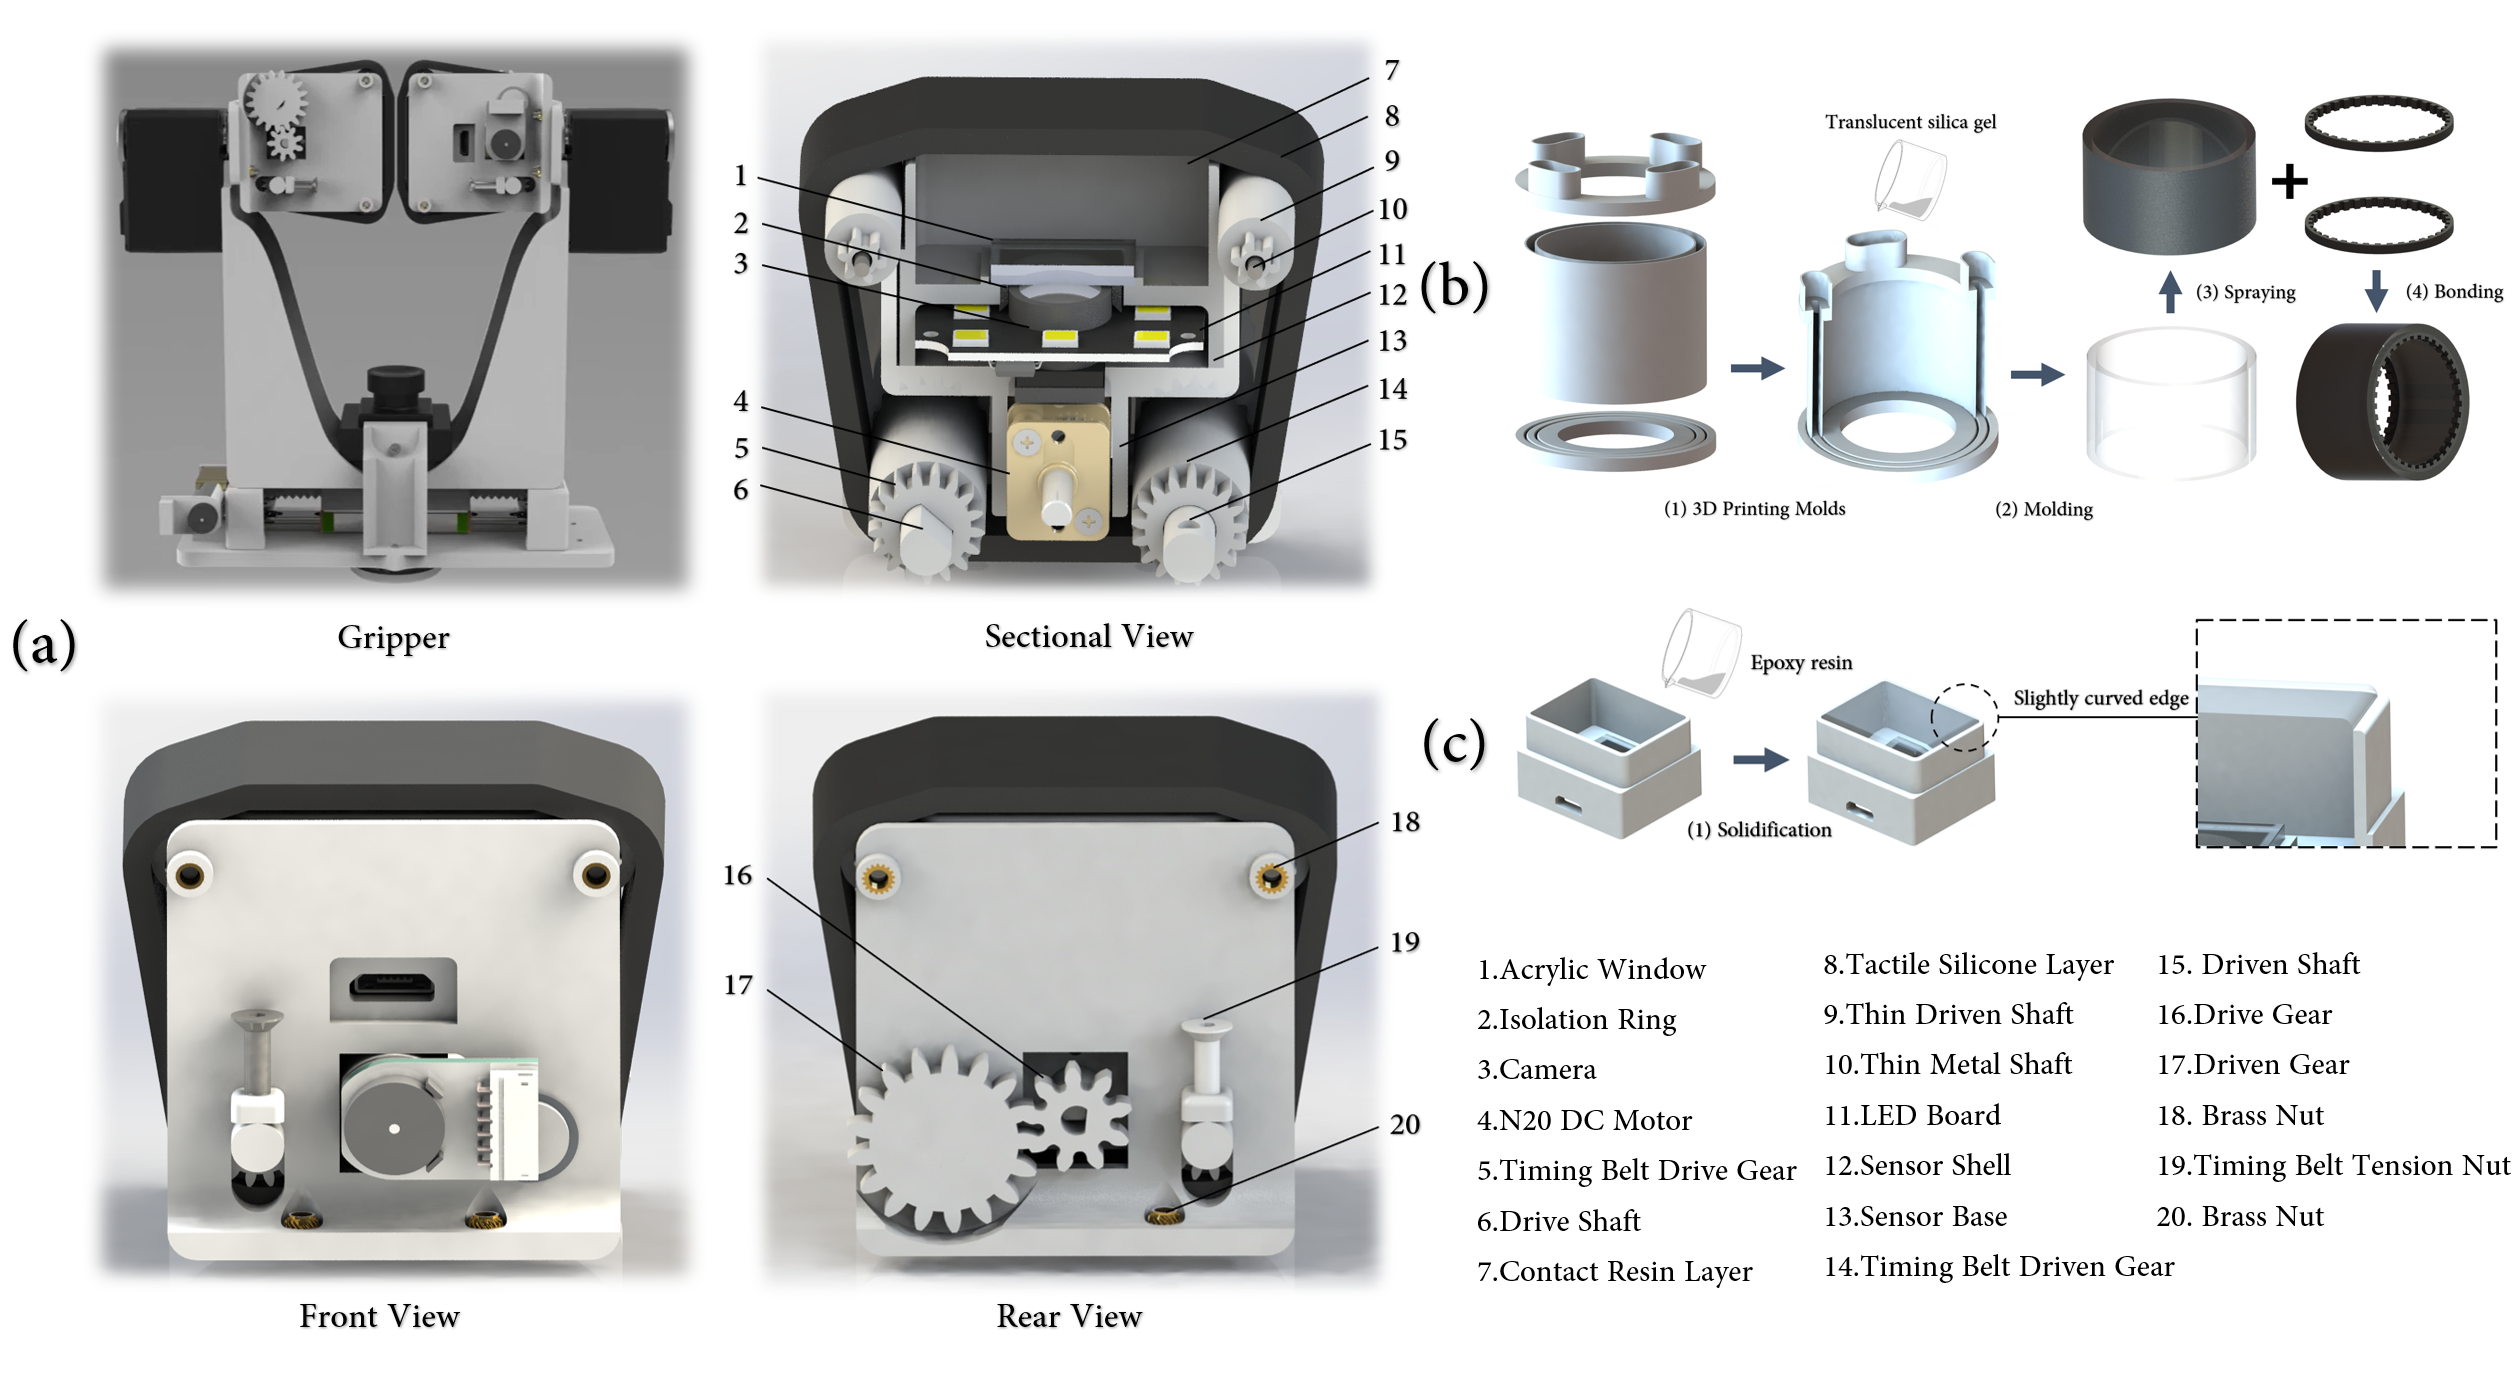 (a)
Gripper
1
2
3
4
5
6
7
8
9
10
11
12
13
14
15
Sectional View
Front View
16
17
18
19
20
Rear View
(b)
Translucent silica gel
(1) 3D Printing Molds
(2) Molding
(3) Spraying
(4) Bonding
(c)
Epoxy resin
Slightly curved edge
(1) Solidification
1.Acrylic Window
2.Isolation Ring
3.Camera
4.N20 DC Motor
5.Timing Belt Drive Gear
6.Drive Shaft
7.Contact Resin Layer
8.Tactile Silicone Layer
9.Thin Driven Shaft
10.Thin Metal Shaft
11.LED Board
12.Sensor Shell
13.Sensor Base
14.Timing Belt Driven Gear
15. Driven Shaft
16.Drive Gear
17.Driven Gear
18. Brass Nut
19.Timing Belt Tension Nut
20. Brass Nut